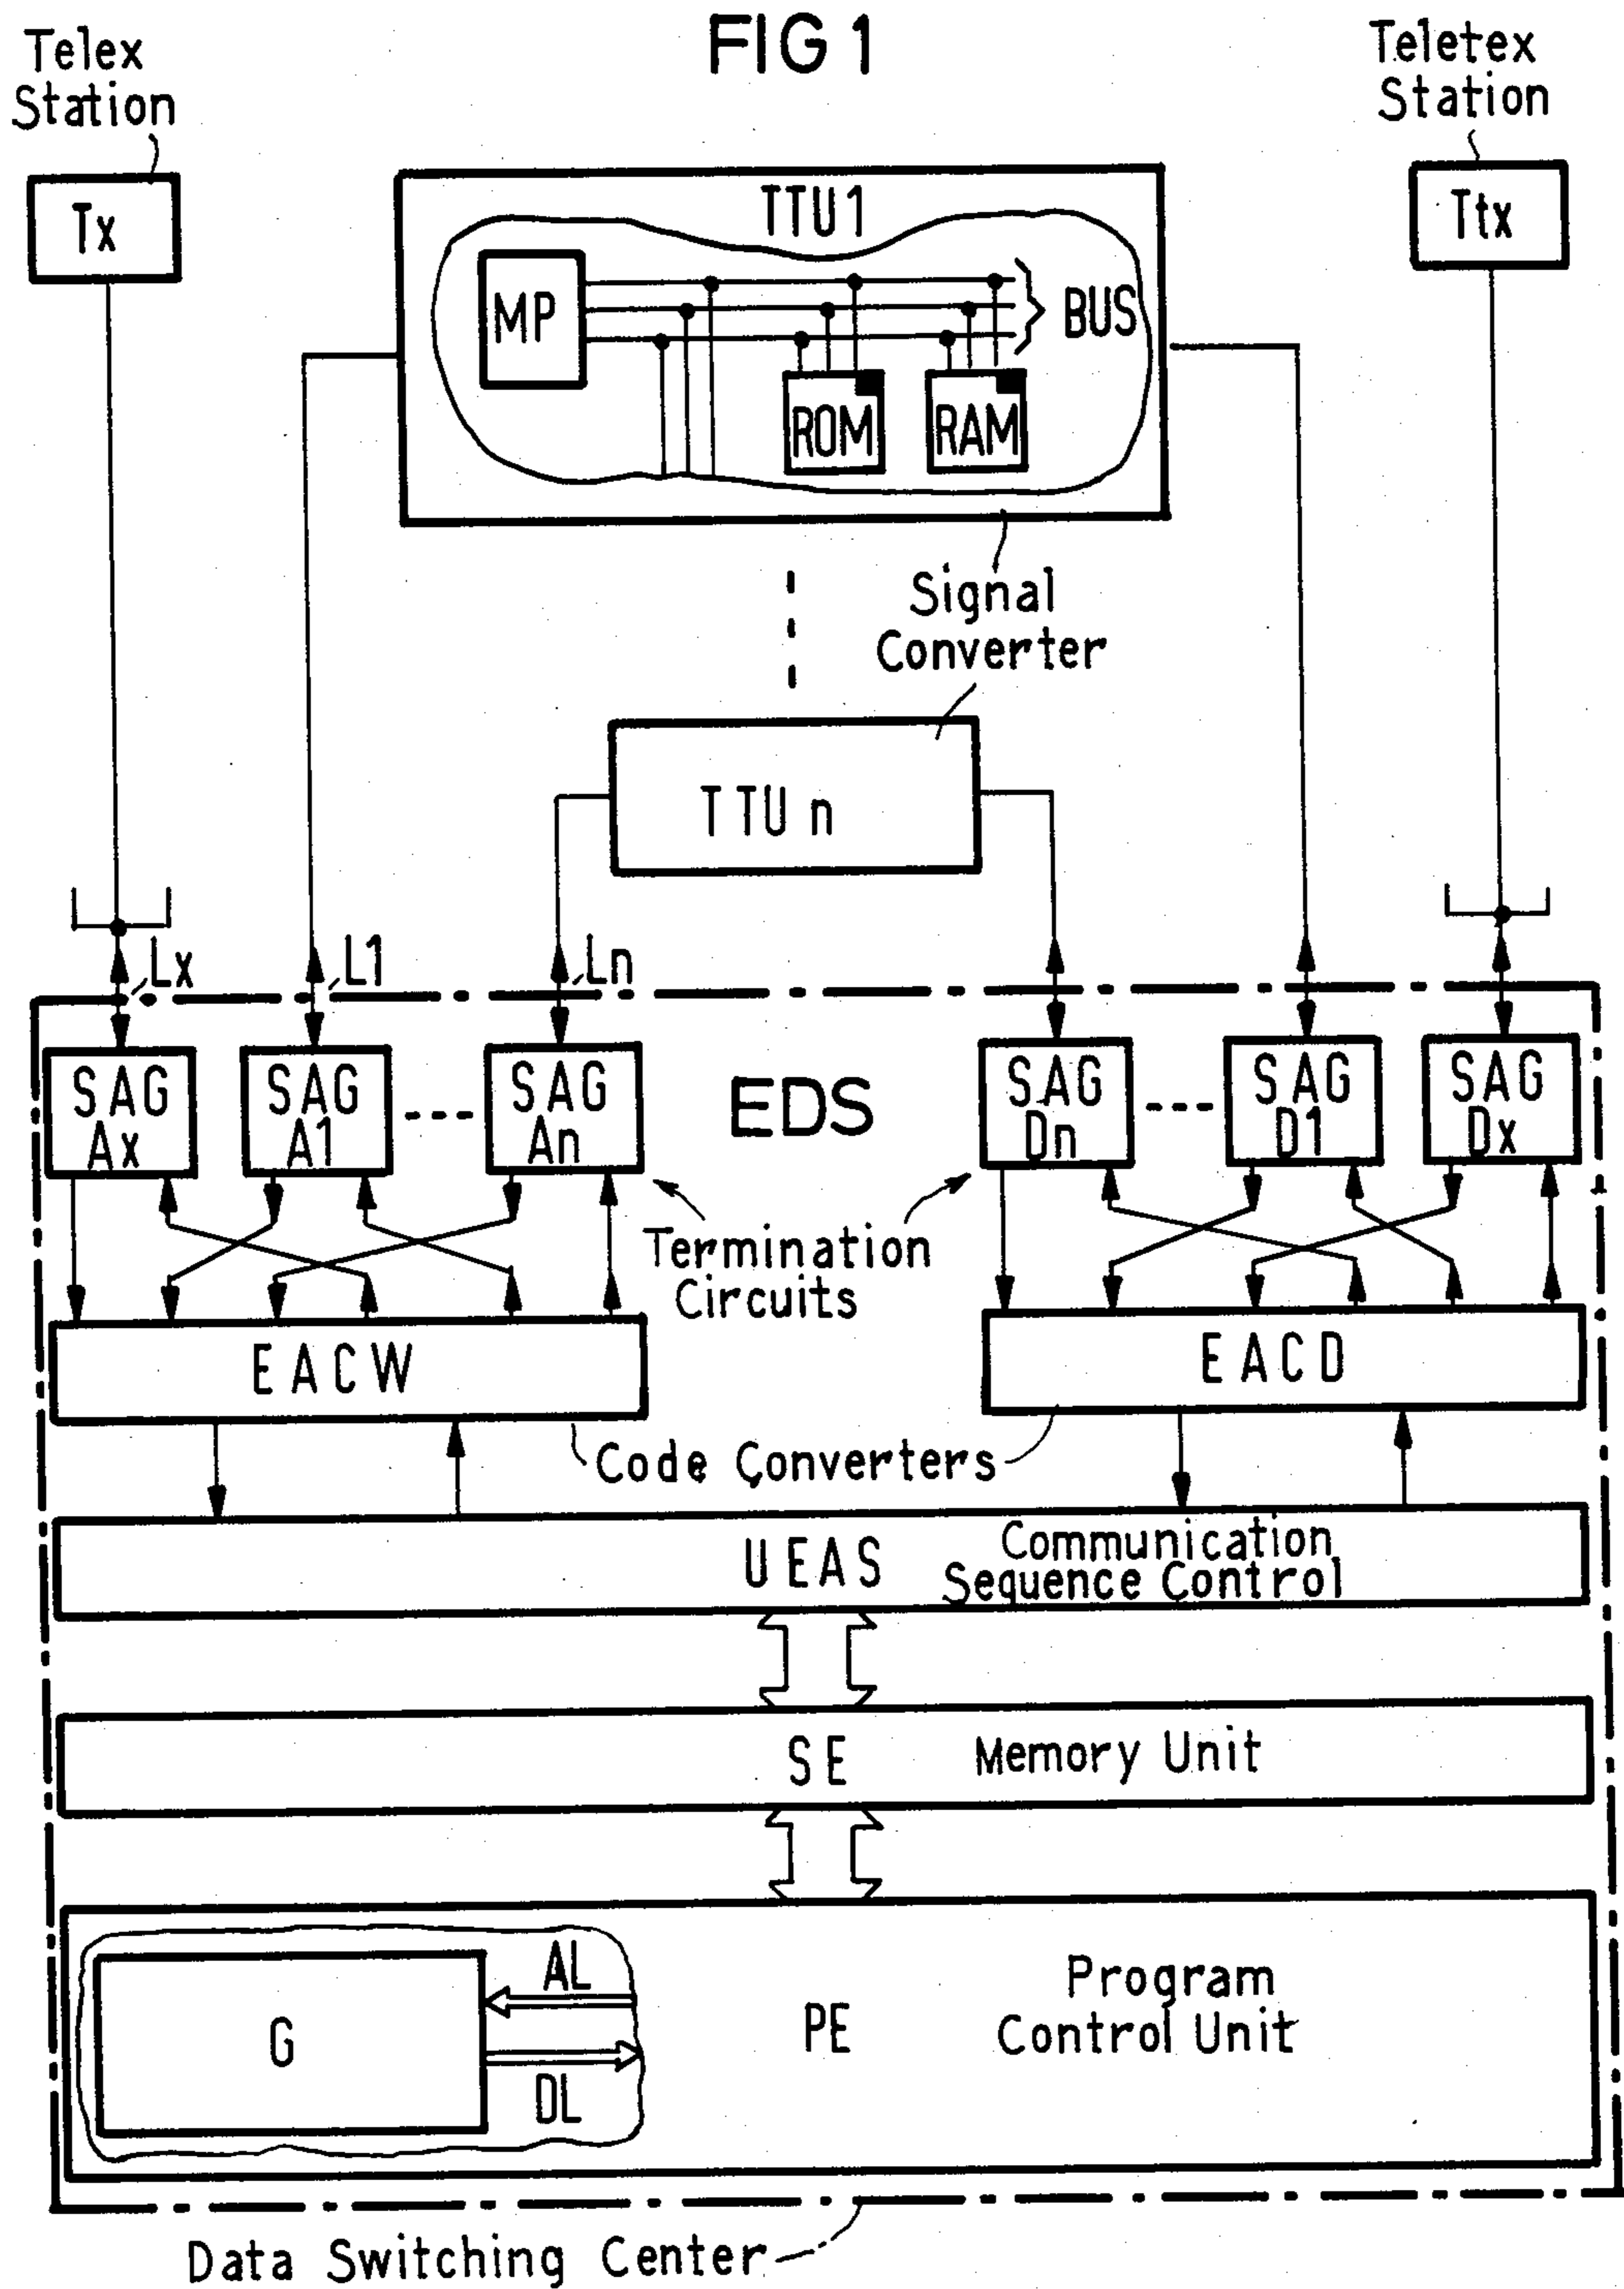 FIG 1
Telex
Station
Teletex
Station
Tx
TTU1
Ttx
MP
BUS
ROM
RAM
Signal
Converter
TTU n
Lx
L1
Ln
SAG
Ax
SAG
A1
SAG
An
EDS
SAG
Dn
SAG
D1
SAG
Dx
Termination
Circuits
EACW
EACD
Code Converters
UEAS
Communication
Sequence Control
SE
Memory Unit
G
AL
DL
PE
Program
Control Unit
Data Switching Center